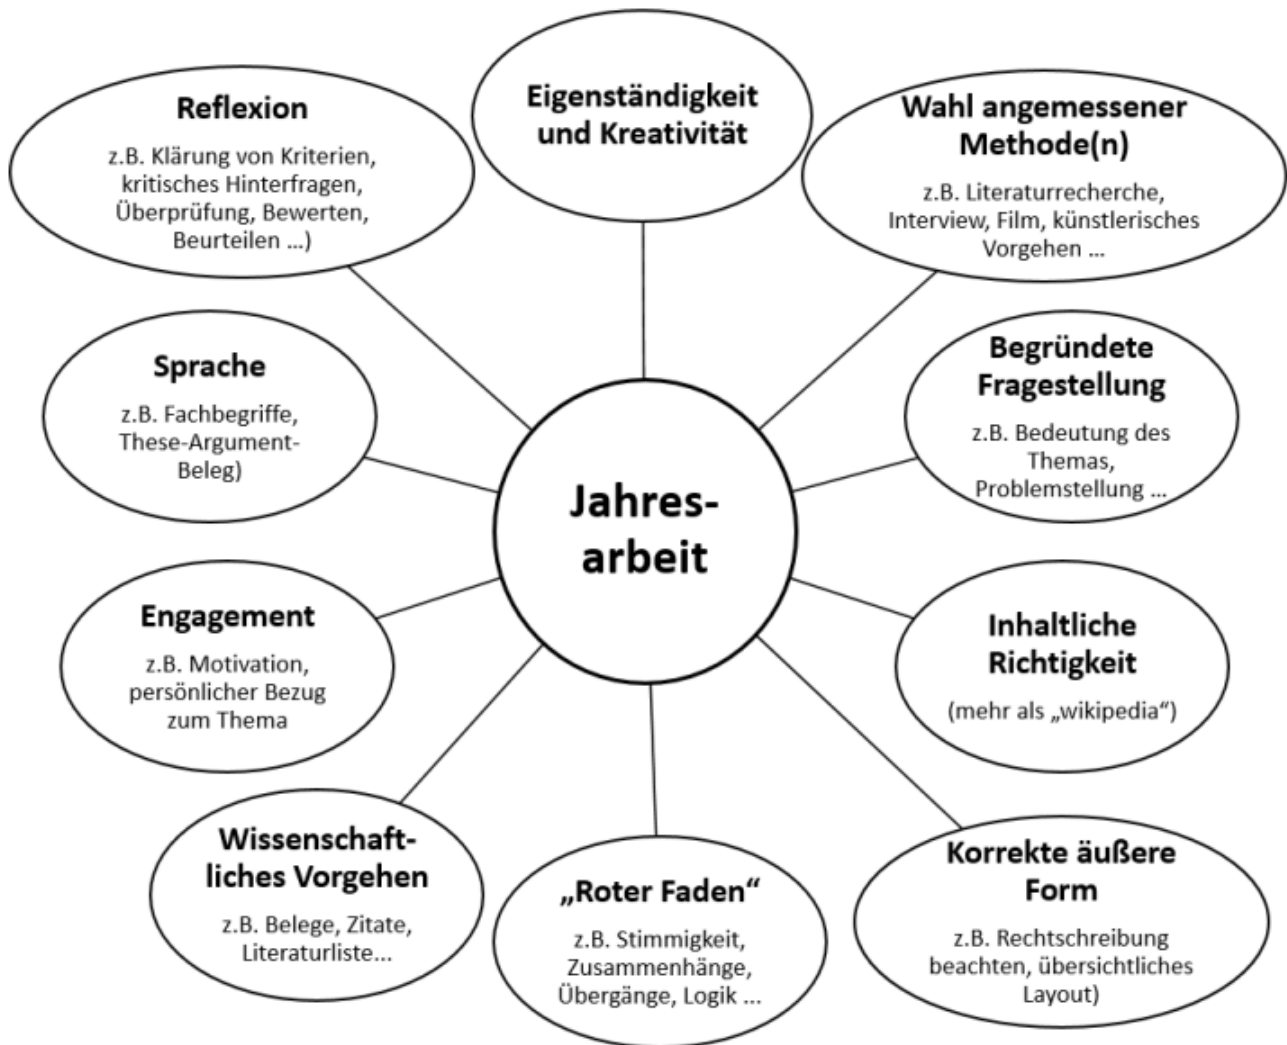 Eigenständigkeit
und Kreativität
Wahl angemessener
Methode(n)
z.B. Literaturrecherche,
Interview, Film, künstlerisches
Vorgehen ...
Begründete
Fragestellung
z.B. Bedeutung des
Themas,
Problemstellung ...
Inhaltliche
Richtigkeit
(mehr als „wikipedia“)
Korrekte äußere
Form
z.B. Rechtschreibung
beachten, übersichtliches
Layout)
„Roter Faden“
z.B. Stimmigkeit,
Zusammenhänge,
Übergänge, Logik ...
Wissenschaft-
liches Vorgehen
z.B. Belege, Zitate,
Literaturliste...
Engagement
z.B. Motivation,
persönlicher Bezug
zum Thema
Sprache
z.B. Fachbegriffe,
These-Argument-
Beleg)
Reflexion
z.B. Klärung von Kriterien,
kritisches Hinterfragen,
Überprüfung, Bewerten,
Beurteilen ...)
Jahres-
arbeit